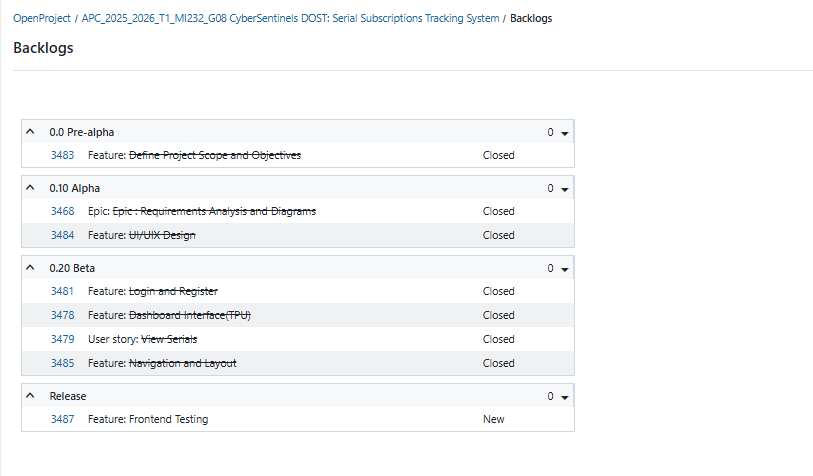 OpenProject / APC_2025_2026_T1_MI232_G08 CyberSentinels DOST: Serial Subscriptions Tracking System / Backlogs
Backlogs
0.0 Pre-alpha 0
3483 Feature: Define Project Scope and Objectives Closed
0.10 Alpha 0
3468 Epic: Epic : Requirements Analysis and Diagrams Closed
3484 Feature: UI/UIX Design Closed
0.20 Beta 0
3481 Feature: Login and Register Closed
3478 Feature: Dashboard Interface(TPU) Closed
3479 User story: View Serials Closed
3485 Feature: Navigation and Layout Closed
Release 0
3487 Feature: Frontend Testing New